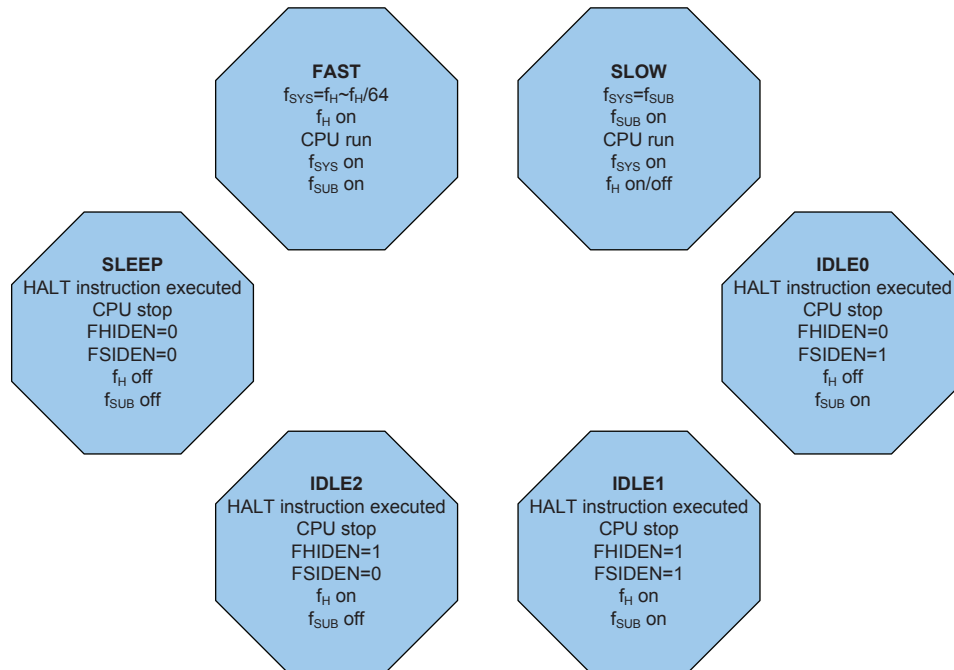 FAST
fSYS=fH~fH/64
fH on
CPU run
fSYS on
fSUB on
SLOW
fSYS=fSUB
fSUB on
CPU run
fSYS on
fH on/off
SLEEP
HALT instruction executed
CPU stop
FHIDEN=0
FSIDEN=0
fH off
fSUB off
IDLE0
HALT instruction executed
CPU stop
FHIDEN=0
FSIDEN=1
fH off
fSUB on
IDLE2
HALT instruction executed
CPU stop
FHIDEN=1
FSIDEN=0
fH on
fSUB off
IDLE1
HALT instruction executed
CPU stop
FHIDEN=1
FSIDEN=1
fH on
fSUB on